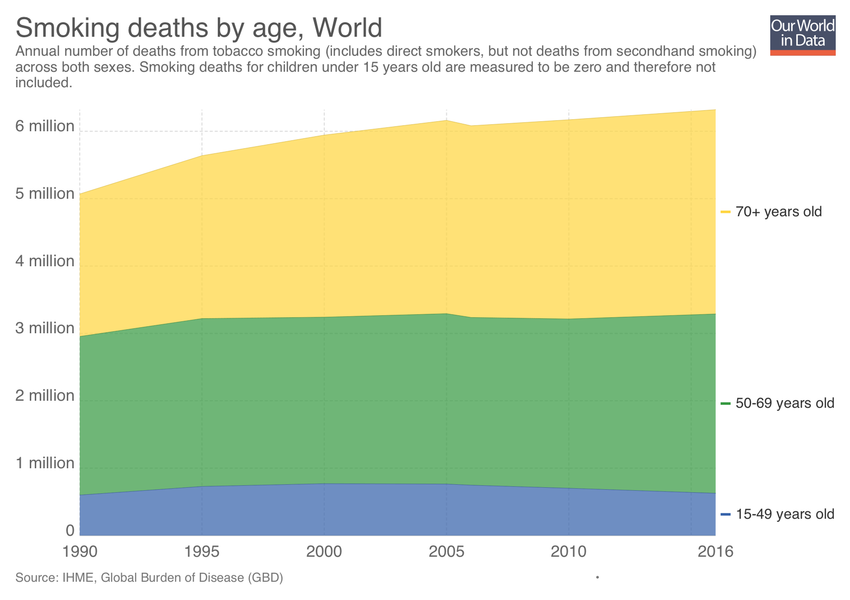 Smoking deaths by age, World
Our World
in Data
Annual number of deaths from tobacco smoking (includes direct smokers, but not deaths from secondhand smoking)
across both sexes. Smoking deaths for children under 15 years old are measured to be zero and therefore not
included.
6 million
5 million
70+ years old
4 million
3 million
2 million
50-69 years old
1 million
15-49 years old
0
1990 1995 2000 2005 2010 2016
Source: IHME, Global Burden of Disease (GBD)